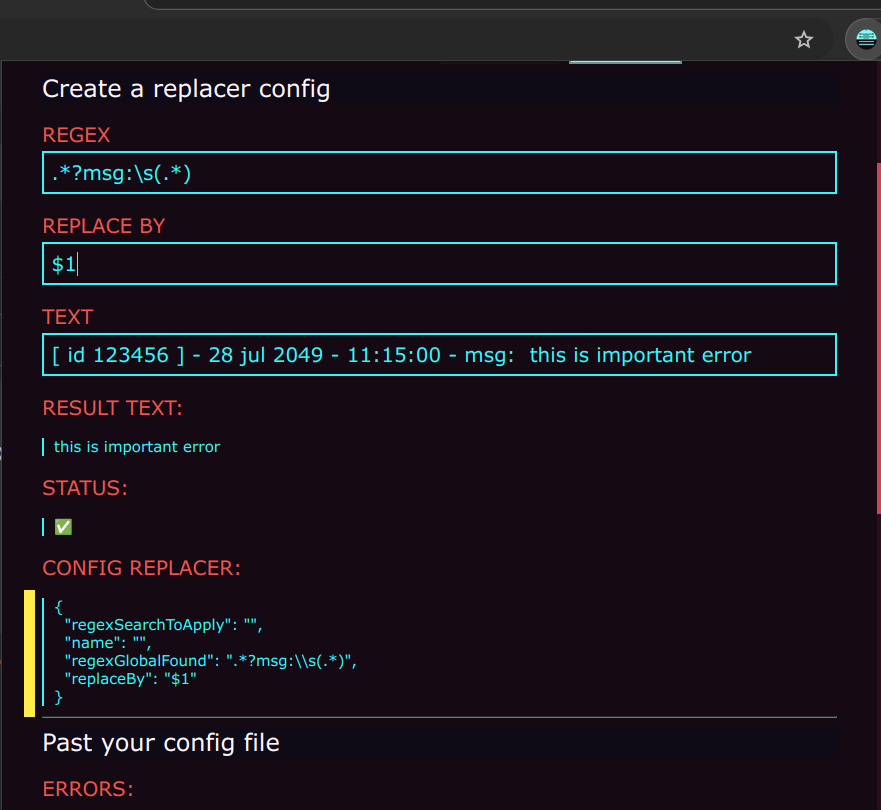 Create a replacer config
REGEX
.*?msg:\s(.*)
REPLACE BY
$1
TEXT
[ id 123456 ] - 28 jul 2049 - 11:15:00 - msg:  this is important error
RESULT TEXT:
this is important error
STATUS:
CONFIG REPLACER:
{
"regexSearchToApply": "",
"name": "",
"regexGlobalFound": ".*?msg:\\s(.*)",
"replaceBy": "$1"
}
Past your config file
ERRORS: